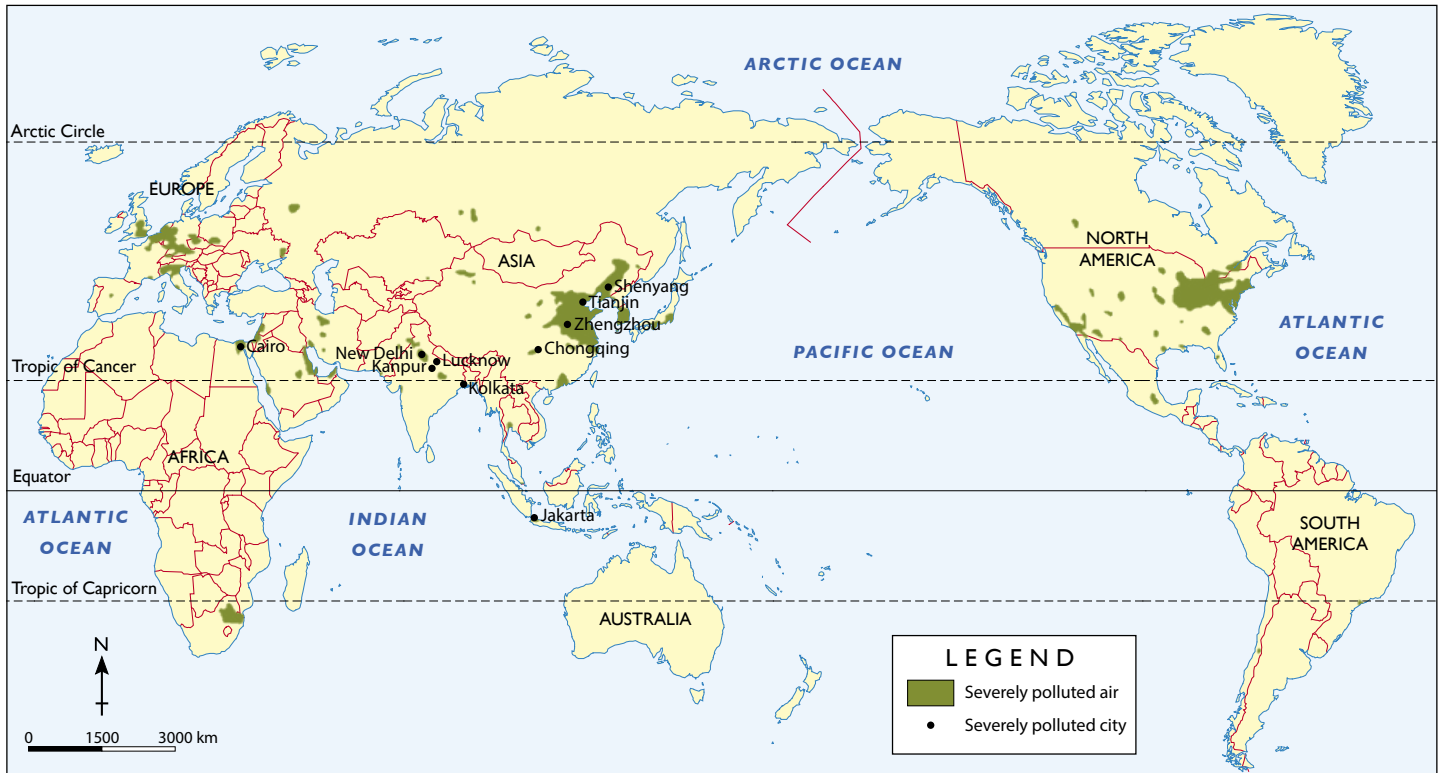 ARCTIC OCEAN
Arctic Circle
EUROPE
NORTH
AMERICA
ASIA
Shenyang
Tianjin
Zhengzhou
ATLANTIC
OCEAN
Cairo
New Delhi
Lucknow
Chongqing
PACIFIC OCEAN
Tropic of Cancer
Kanpur
Kolkata
AFRICA
Equator
ATLANTIC
OCEAN
INDIAN
OCEAN
Jakarta
SOUTH
AMERICA
Tropic of Capricorn
AUSTRALIA
N
0 1500 3000 km
LEGEND
Severely polluted air
Severely polluted city